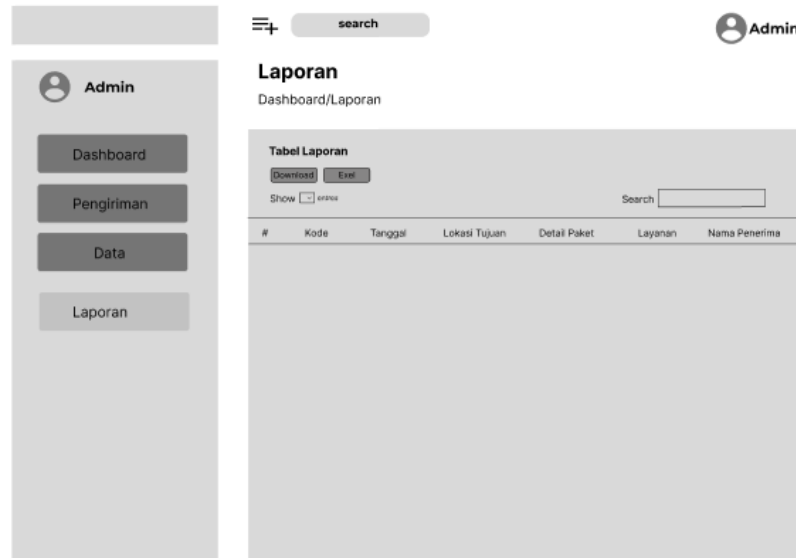 search
Admin
Laporan
Dashboard/Laporan
Admin
Dashboard
Pengiriman
Data
Laporan
Tabel Laporan
Download Exel
Show entries
Search
# Kode Tanggal Lokasi Tujuan Detail Paket Layanan Nama Penerima